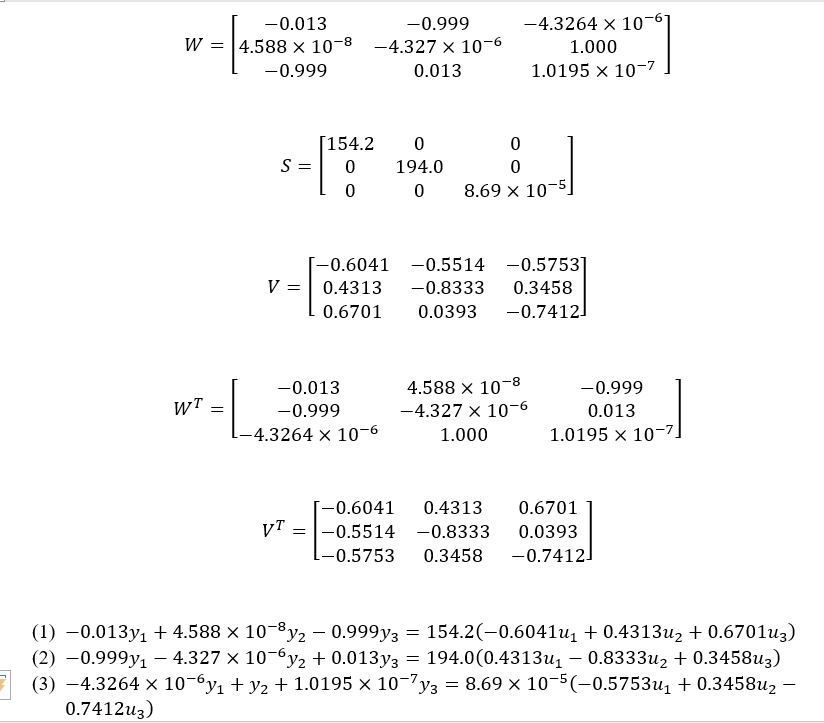 −0.013 −0.999 −4.3264 × 10⁻⁶
W = 4.588 × 10⁻⁸ −4.327 × 10⁻⁶ 1.000
−0.999 0.013 1.0195 × 10⁻⁷
154.2 0 0
S = 0 194.0 0
0 0 8.69 × 10⁻⁵
−0.6041 −0.5514 −0.5753
V = 0.4313 −0.8333 0.3458
0.6701 0.0393 −0.7412
−0.013 4.588 × 10⁻⁸ −0.999
Wᵀ = −0.999 −4.327 × 10⁻⁶ 0.013
−4.3264 × 10⁻⁶ 1.000 1.0195 × 10⁻⁷
−0.6041 0.4313 0.6701
Vᵀ = −0.5514 −0.8333 0.0393
−0.5753 0.3458 −0.7412
(1) −0.013y₁ + 4.588 × 10⁻⁸y₂ − 0.999y₃ = 154.2(−0.6041u₁ + 0.4313u₂ + 0.6701u₃)
(2) −0.999y₁ − 4.327 × 10⁻⁶y₂ + 0.013y₃ = 194.0(0.4313u₁ − 0.8333u₂ + 0.3458u₃)
(3) −4.3264 × 10⁻⁶y₁ + y₂ + 1.0195 × 10⁻⁷y₃ = 8.69 × 10⁻⁵(−0.5753u₁ + 0.3458u₂ −
0.7412u₃)